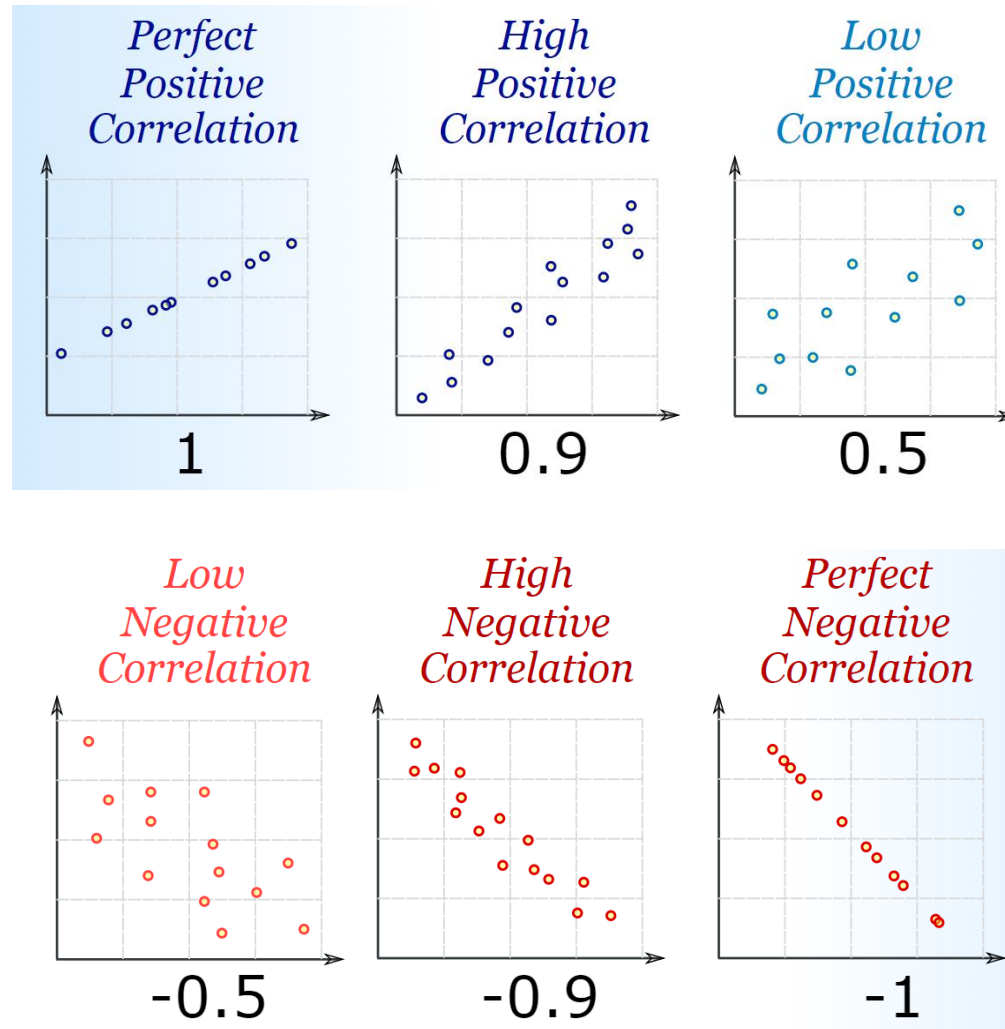 Perfect
Positive
Correlation
High
Positive
Correlation
Low
Positive
Correlation
1
0.9
0.5
Low
Negative
Correlation
High
Negative
Correlation
Perfect
Negative
Correlation
-0.5
-0.9
-1